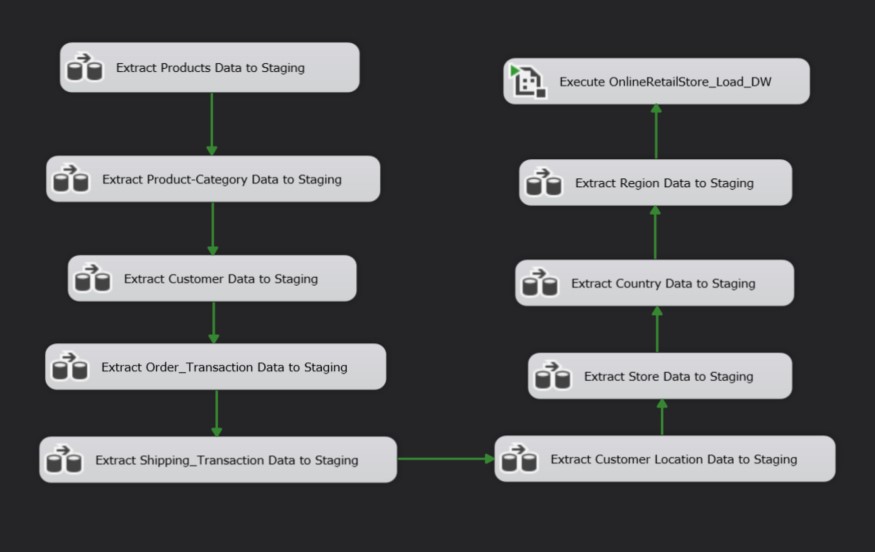 Extract Products Data to Staging
Extract Product-Category Data to Staging
Extract Customer Data to Staging
Extract Order_Transaction Data to Staging
Extract Shipping_Transaction Data to Staging
Extract Customer Location Data to Staging
Extract Store Data to Staging
Extract Country Data to Staging
Extract Region Data to Staging
Execute OnlineRetailStore_Load_DW